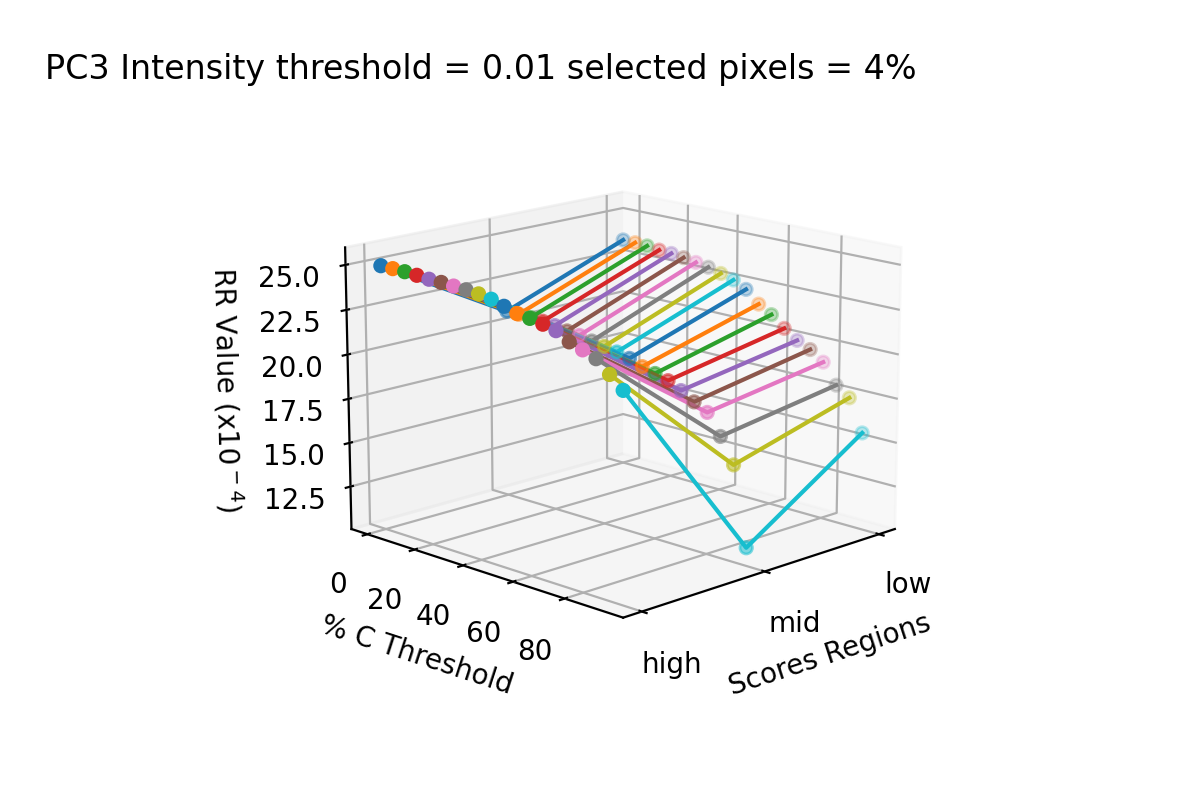 PC3 Intensity threshold = 0.01 selected pixels = 4%
RR Value (x10⁻⁴)
25.0
22.5
20.0
17.5
15.0
12.5
0
20
40
60
80
% C Threshold
high
mid
low
Scores Regions